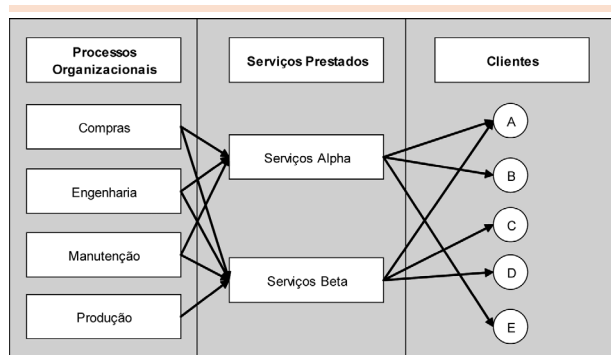 Processos
Organizacionais
Serviços Prestados
Clientes
Compras
Engenharia
Manutenção
Produção
Serviços Alpha
Serviços Beta
A
B
C
D
E